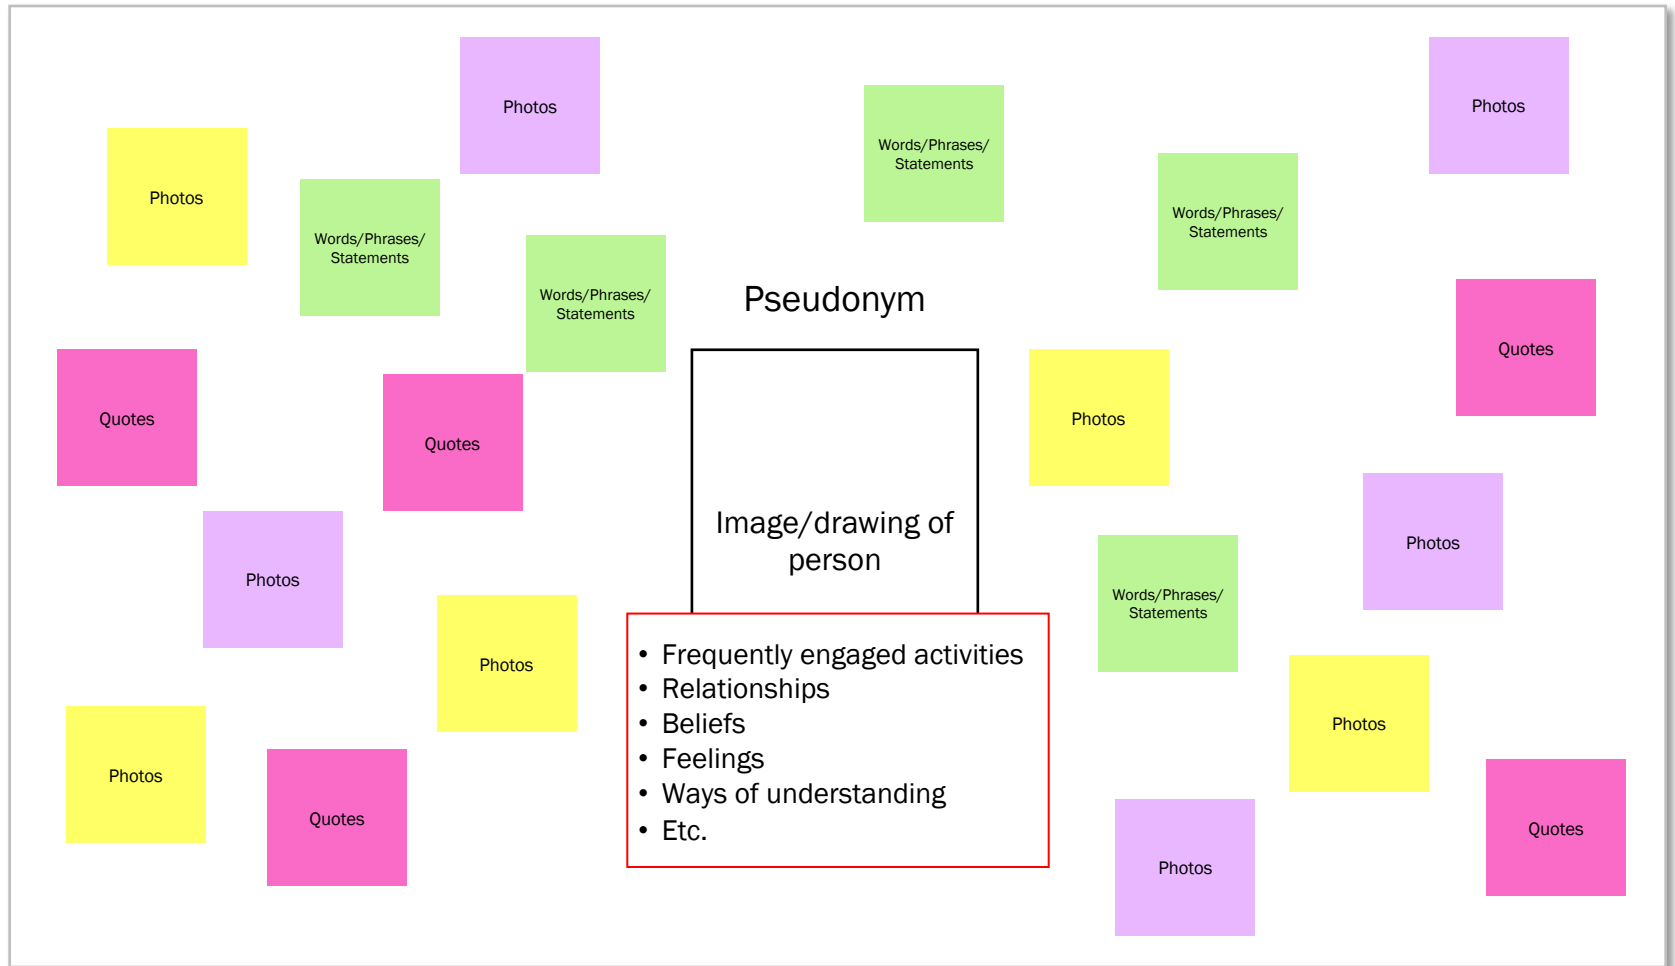 Photos
Photos
Words/Phrases/
Statements
Photos
Photos
Words/Phrases/
Statements
Words/Phrases/
Statements
Words/Phrases/
Statements
Pseudonym
Quotes
Quotes
Quotes
Photos
Image/drawing of
person
Photos
Photos
Words/Phrases/
Statements
Photos
• Frequently engaged activities
• Relationships
• Beliefs
• Feelings
• Ways of understanding
• Etc.
Photos
Photos
Quotes
Quotes
Photos